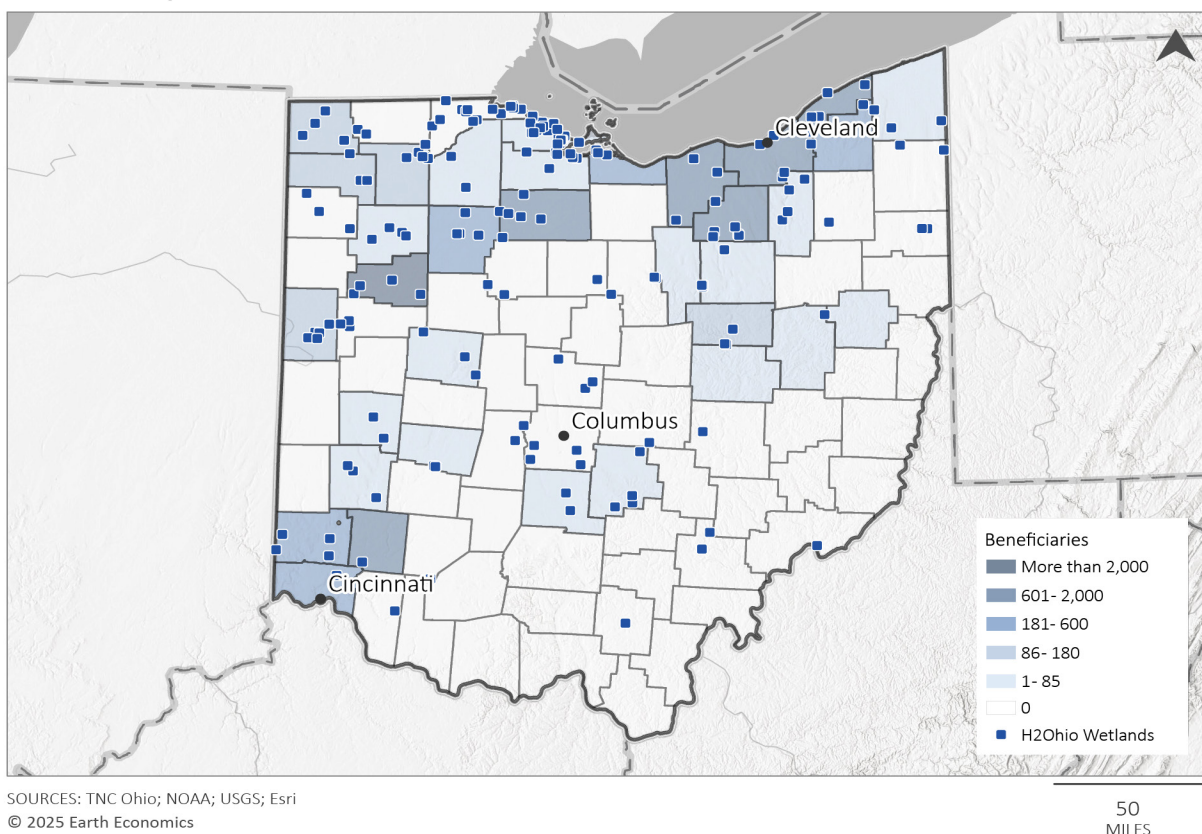 Cleveland
Columbus
Cincinnati
Beneficiaries
More than 2,000
601- 2,000
181- 600
86- 180
1- 85
0
H2Ohio Wetlands
SOURCES: TNC Ohio; NOAA; USGS; Esri
© 2025 Earth Economics
50
MILES